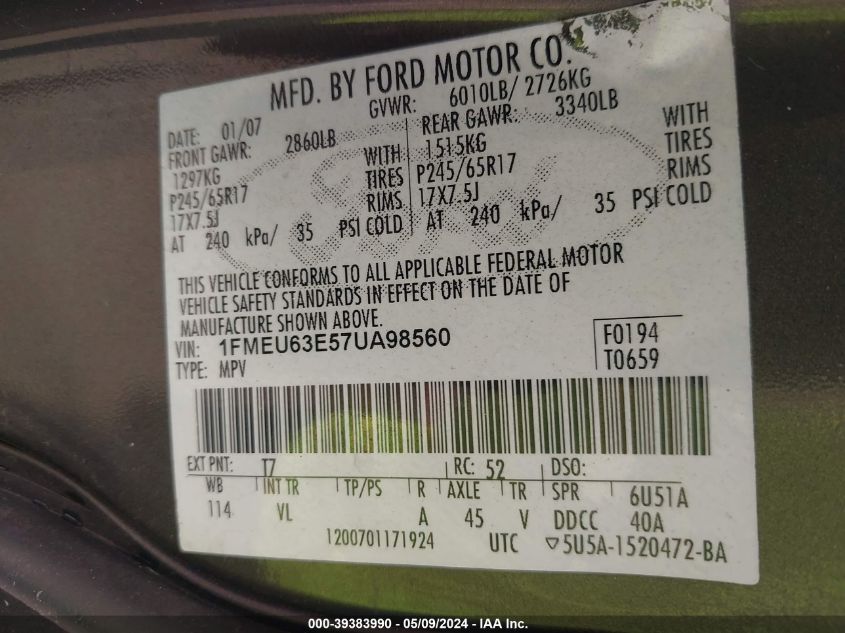 MFD. BY FORD MOTOR CO.
DATE: 01/07 GVWR: 6010LB/ 2726KG
FRONT GAWR: 2860LB REAR GAWR: 3340LB
1297KG WITH 1515KG WITH
P245/65R17 TIRES P245/65R17 TIRES
17X7.5J RIMS 17X7.5J RIMS
AT 240 kPa/ 35 PSI COLD AT 240 kPa/ 35 PSI COLD
THIS VEHICLE CONFORMS TO ALL APPLICABLE FEDERAL MOTOR
VEHICLE SAFETY STANDARDS IN EFFECT ON THE DATE OF
MANUFACTURE SHOWN ABOVE.
VIN: 1FMEU63E57UA98560 F0194
TYPE: MPV T0659
EXT PNT: T7 RC: 52 DSO:
WB INT TR TP/PS R AXLE TR SPR 6U51A
114 VL A 45 V DDCC 40A
1200701171924 UTC ▽5U5A-1520472-BA
000-39383990 - 05/09/2024 - IAA Inc.